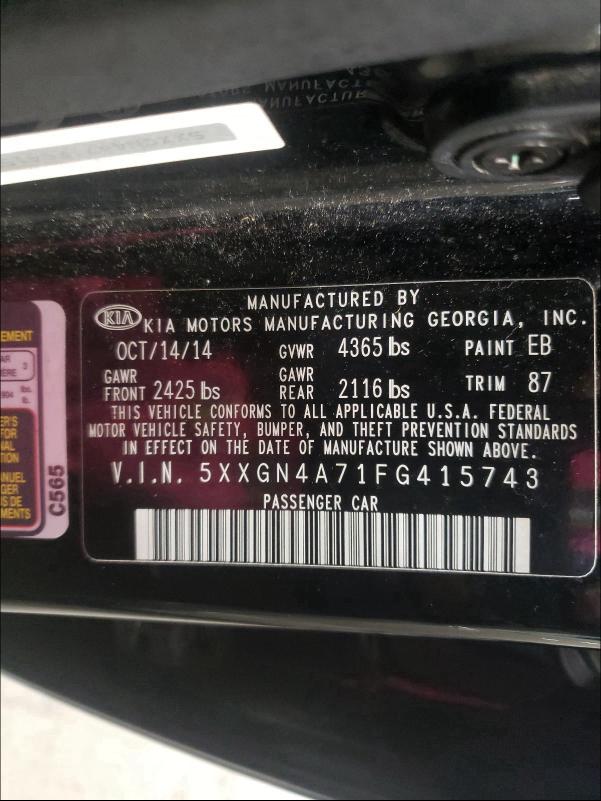 MANUFACTURED BY
KIA KIA MOTORS MANUFACTURING GEORGIA, INC.
OCT/14/14 GVWR 4365 lbs PAINT EB
GAWR FRONT 2425 lbs GAWR REAR 2116 lbs TRIM 87
THIS VEHICLE CONFORMS TO ALL APPLICABLE U.S.A. FEDERAL
MOTOR VEHICLE SAFETY, BUMPER, AND THEFT PREVENTION STANDARDS
IN EFFECT ON THE DATE OF MANUFACTURE SHOWN ABOVE.
V.I.N. 5XXGN4A71FG415743
PASSENGER CAR
C565